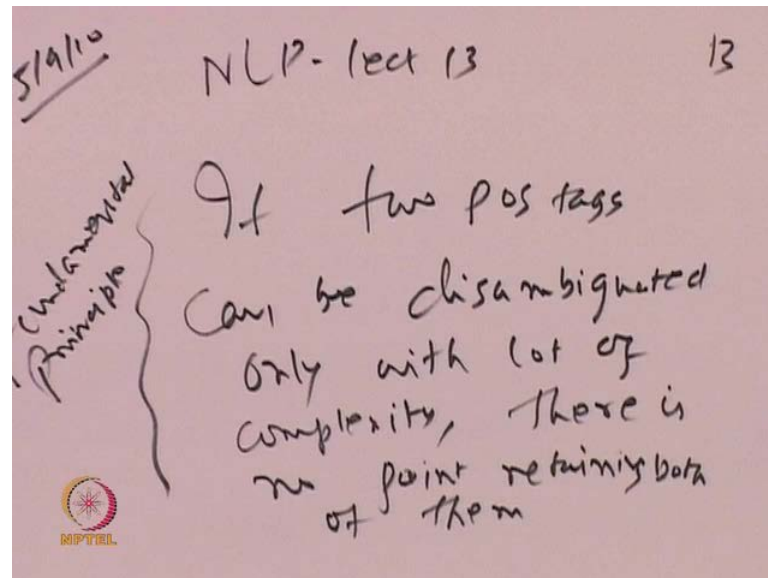 5/9/10
NLP- lect 13
13
Fundamental
Principle
If two pos tags
Can be disambiguated
only with lot of
complexity, there is
no point retaining both
of them
NPTEL